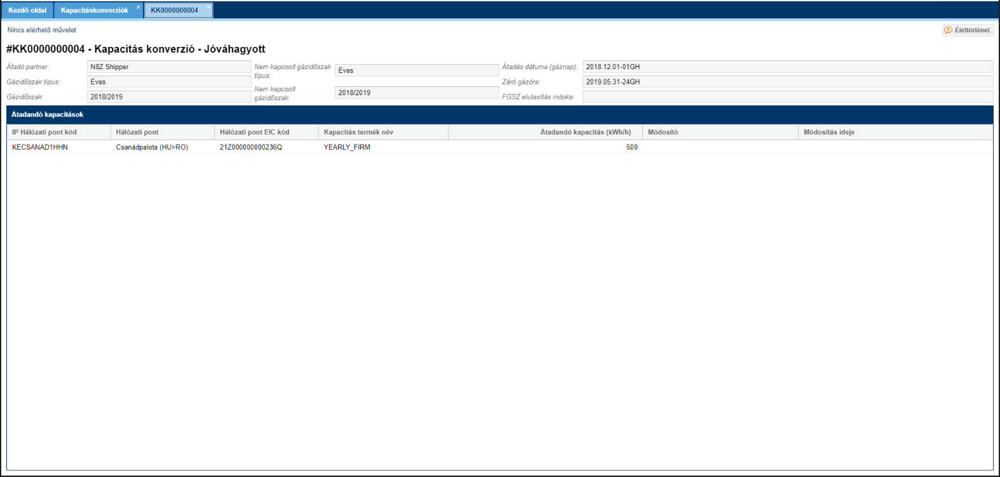 Kezdő oldal Kapacitáskonverziók × KK0000000004 ×
Nincs elérhető művelet
Élettörténet
#KK0000000004 - Kapacitás konverzió - Jóváhagyott
Átadó partner: N8Z Shipper
Gázidőszak típus: Éves
Gázidőszak: 2018/2019
Nem kapcsolt gázidőszak
típus: Éves
Nem kapcsolt
gázidőszak: 2018/2019
Átadás dátuma (gáznap): 2018.12.01-01GH
Záró gázóra: 2019.05.31-24GH
FGSZ elutasítás indoka:
Átadandó kapacitások
IP Hálózati pont kód Hálózati pont Hálózati pont EIC kód Kapacitás termék név Átadandó kapacitás (kWh/h) Módosító Módosítás ideje
KECSANAD1HHN Csanádpalota (HU>RO) 21Z000000000236Q YEARLY_FIRM 500